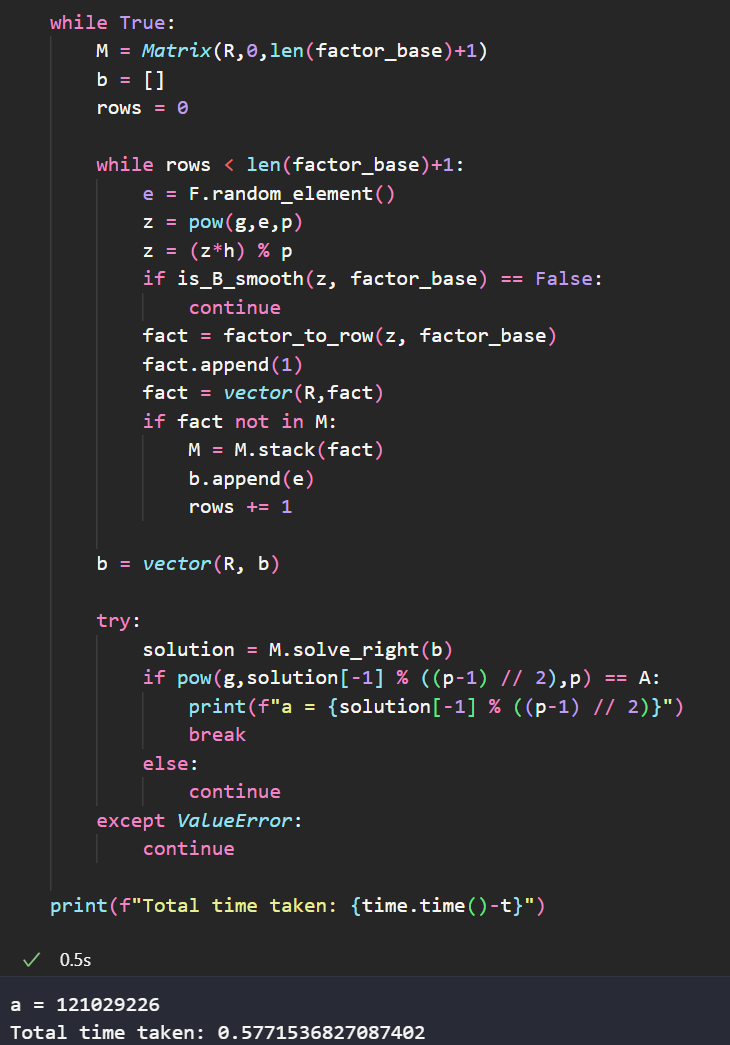 while True:
    M = Matrix(R,0,len(factor_base)+1)
    b = []
    rows = 0
    while rows < len(factor_base)+1:
        e = F.random_element()
        z = pow(g,e,p)
        z = (z*h) % p
        if is_B_smooth(z, factor_base) == False:
            continue
        fact = factor_to_row(z, factor_base)
        fact.append(1)
        fact = vector(R,fact)
        if fact not in M:
            M = M.stack(fact)
            b.append(e)
            rows += 1
    b = vector(R, b)
    try:
        solution = M.solve_right(b)
        if pow(g,solution[-1] % ((p-1) // 2),p) == A:
            print(f"a = {solution[-1] % ((p-1) // 2)}")
            break
        else:
            continue
    except ValueError:
        continue
print(f"Total time taken: {time.time()-t}")
0.5s
a = 121029226
Total time taken: 0.5771536827087402